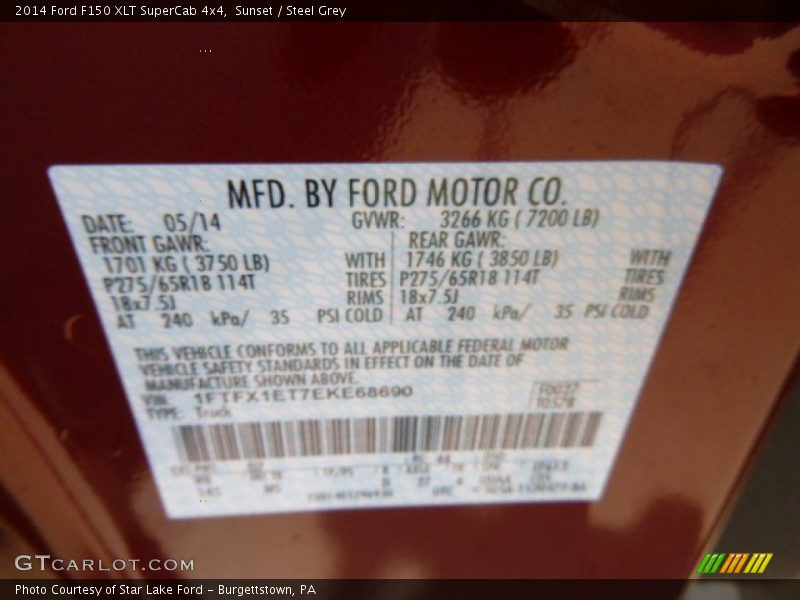 2014 Ford F150 XLT SuperCab 4x4, Sunset / Steel Grey
MFD. BY FORD MOTOR CO.
DATE: 05/14 GVWR: 3266 KG ( 7200 LB)
FRONT GAWR: REAR GAWR:
1701 KG ( 3750 LB) WITH 1746 KG ( 3850 LB) WITH
P275/65R18 114T TIRES P275/65R18 114T TIRES
18x7.5J RIMS 18x7.5J RIMS
AT 240 kPa/ 35 PSI COLD AT 240 kPa/ 35 PSI COLD
THIS VEHICLE CONFORMS TO ALL APPLICABLE FEDERAL MOTOR
VEHICLE SAFETY STANDARDS IN EFFECT ON THE DATE OF
MANUFACTURE SHOWN ABOVE.
VIN: 1FTFX1ET7EKE68690
TYPE: Truck
GTCARLOT.COM
Photo Courtesy of Star Lake Ford - Burgettstown, PA